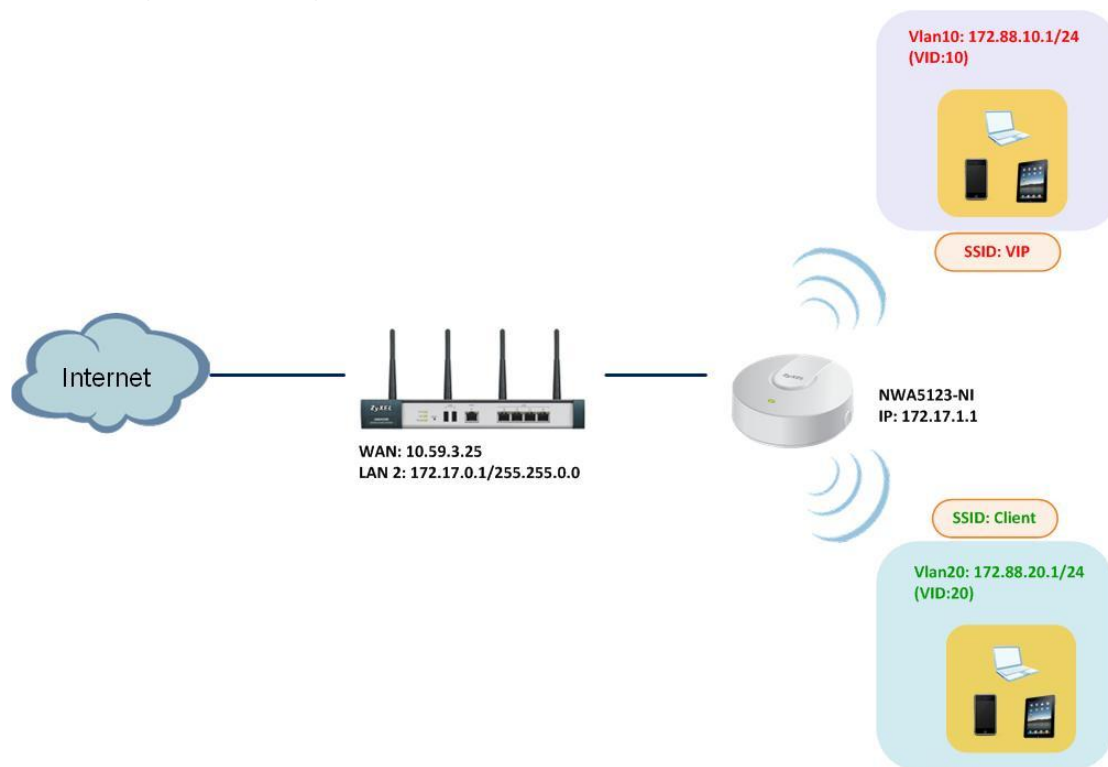 Vlan10: 172.88.10.1/24
(VID:10)
SSID: VIP
Internet
ZyXEL
WAN: 10.59.3.25
LAN 2: 172.17.0.1/255.255.0.0
ZyXEL
NWA5123-NI
IP: 172.17.1.1
SSID: Client
Vlan20: 172.88.20.1/24
(VID:20)